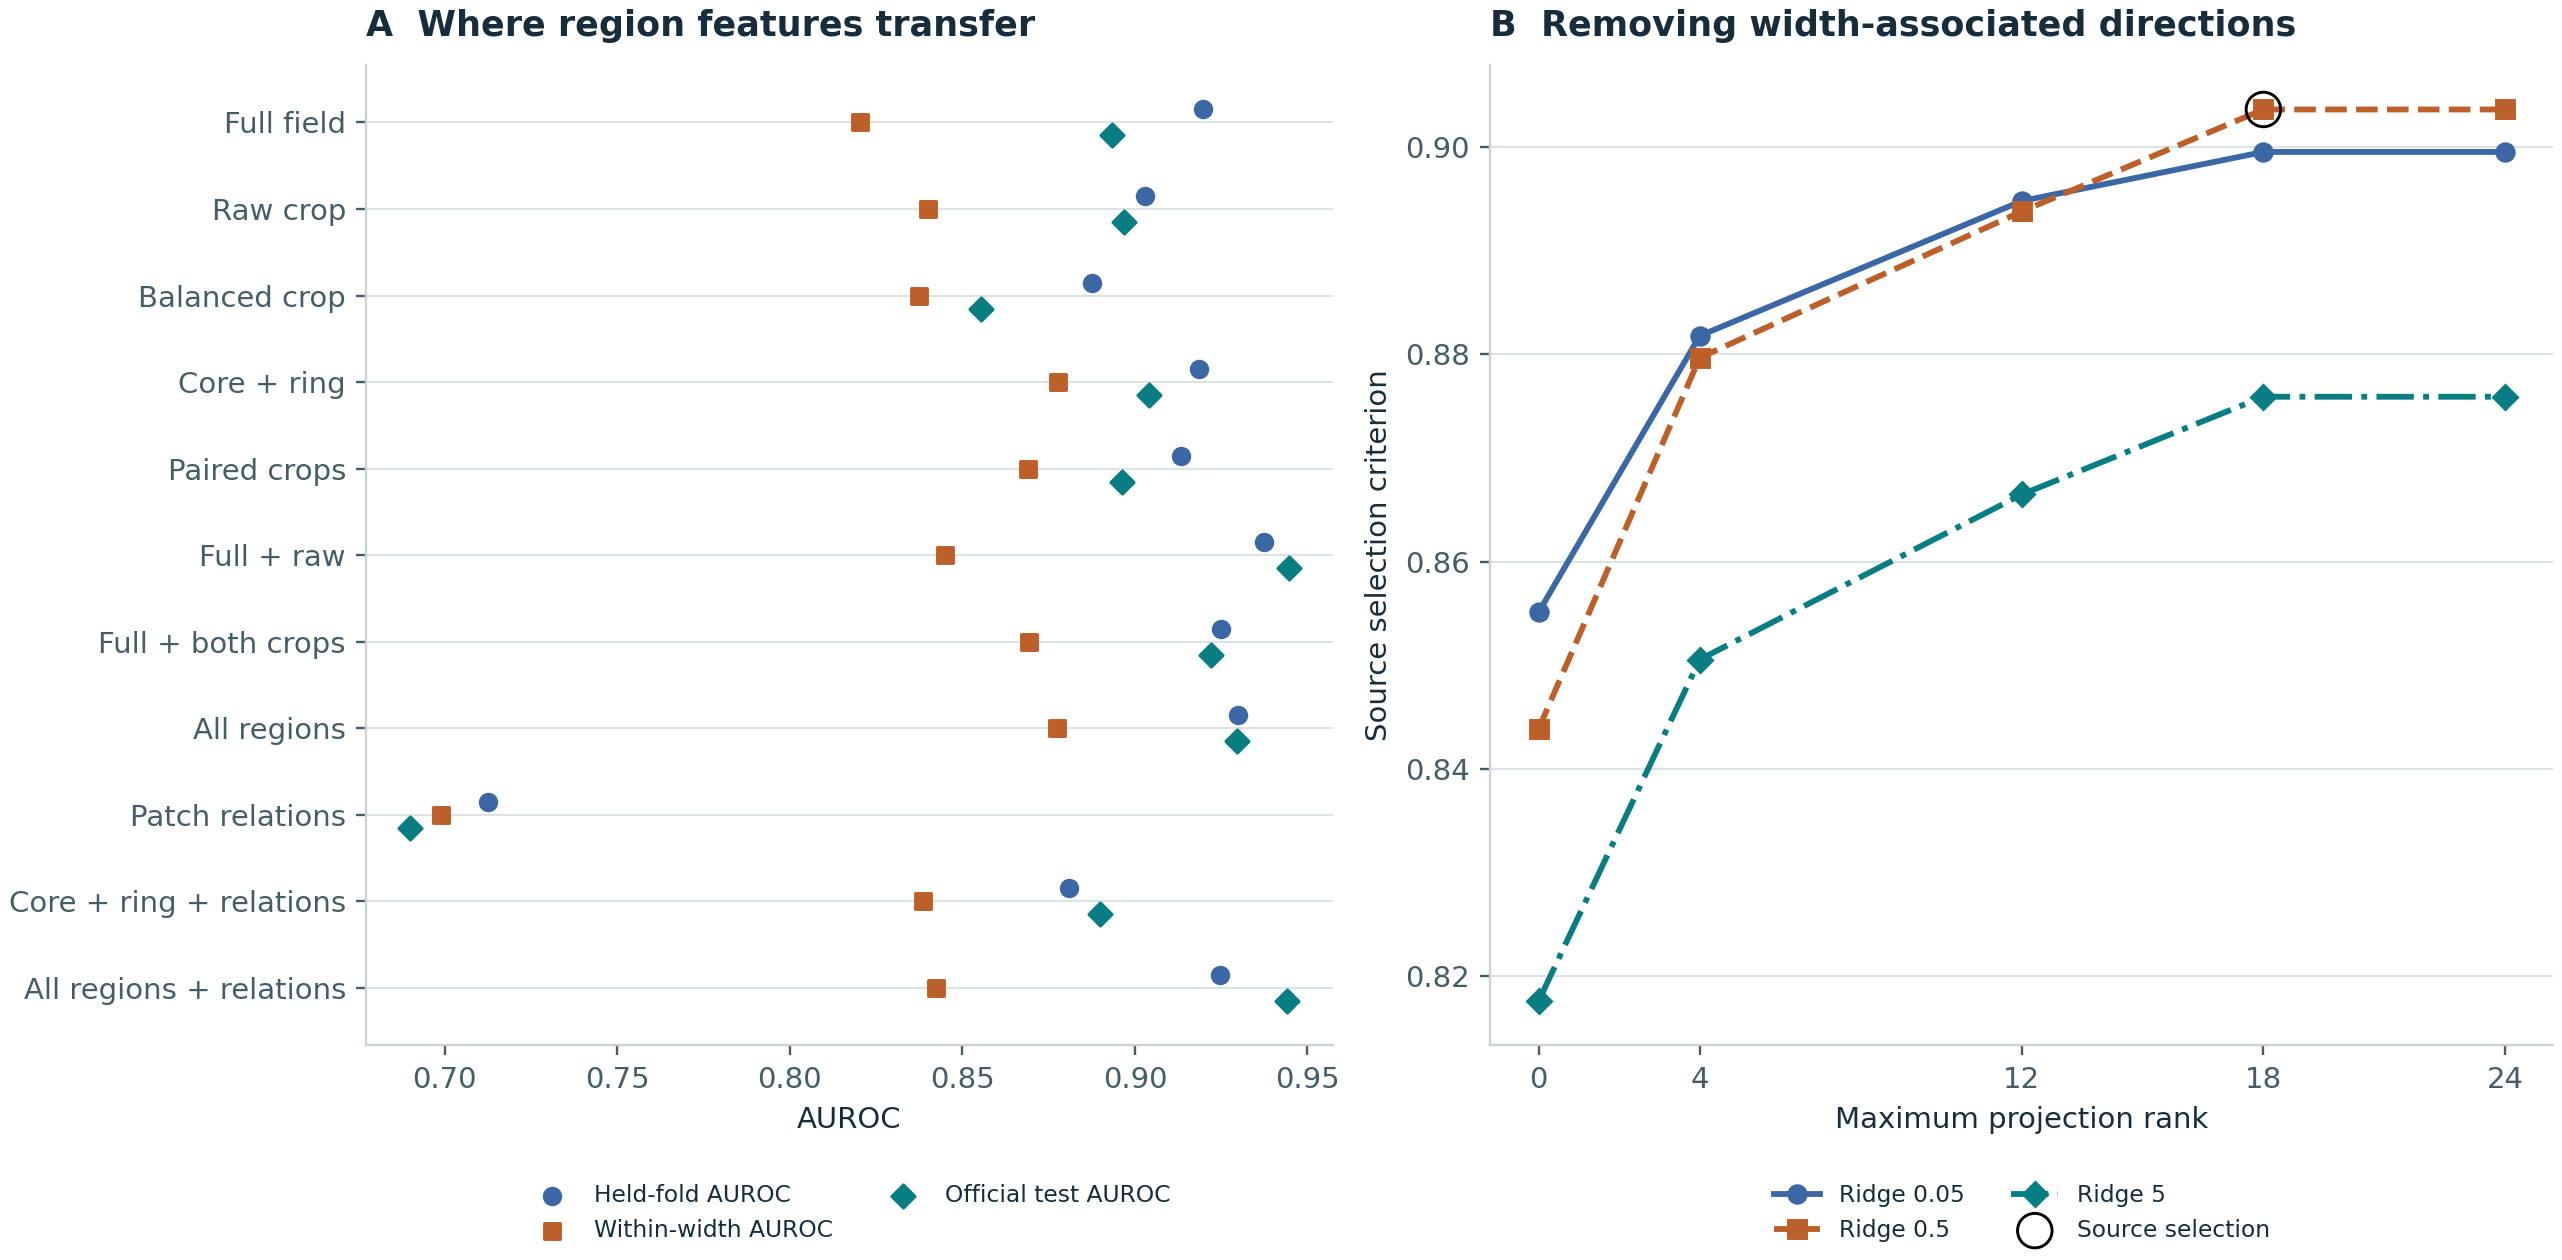 A Where region features transfer
Full field
Raw crop
Balanced crop
Core + ring
Paired crops
Full + raw
Full + both crops
All regions
Patch relations
Core + ring + relations
All regions + relations
0.70 0.75 0.80 0.85 0.90 0.95
AUROC
Held-fold AUROC
Within-width AUROC
Official test AUROC
B Removing width-associated directions
Source selection criterion
0.90
0.88
0.86
0.84
0.82
0 4 12 18 24
Maximum projection rank
Ridge 0.05
Ridge 0.5
Ridge 5
Source selection